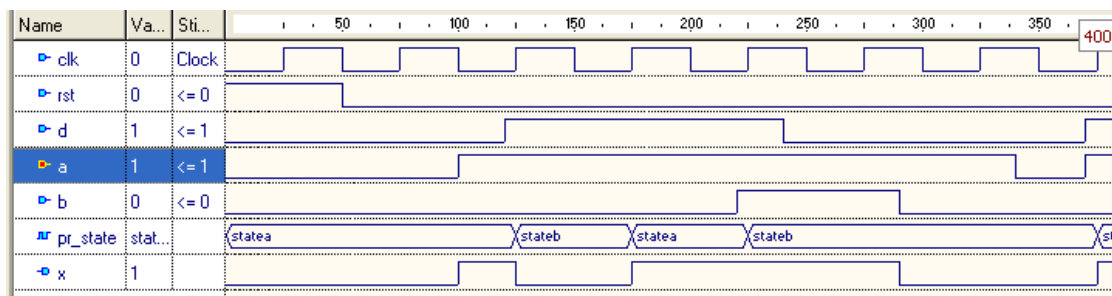 Name Va... Sti... 50 100 150 200 250 300 350 400
clk 0 Clock
rst 0 <= 0
d 1 <= 1
a 1 <= 1
b 0 <= 0
pr_state stat... statea stateb statea stateb
x 1